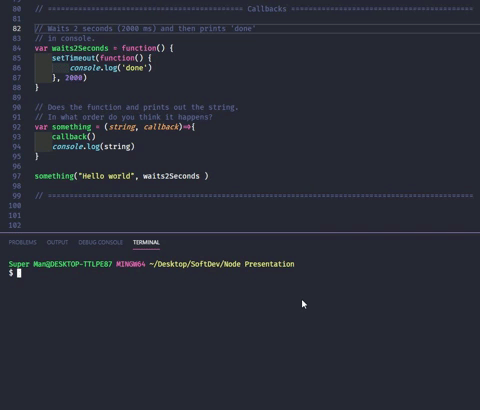 80 // ========================================== Callbacks ========================================
81
82 // Waits 2 seconds (2000 ms) and then prints 'done'
83 // in console.
84 var waits2Seconds = function() {
85 setTimeout(function() {
86 console.log('done')
87 }, 2000)
88 }
89
90 // Does the function and prints out the string.
91 // In what order do you think it happens?
92 var something = (string, callback)=>{
93 callback()
94 console.log(string)
95 }
96
97 something("Hello world", waits2Seconds )
98
99 // ============================================================================================
100
101
102
PROBLEMS OUTPUT DEBUG CONSOLE TERMINAL
Super Man@DESKTOP-TTLPE87 MINGW64 ~/Desktop/SoftDev/Node Presentation
$